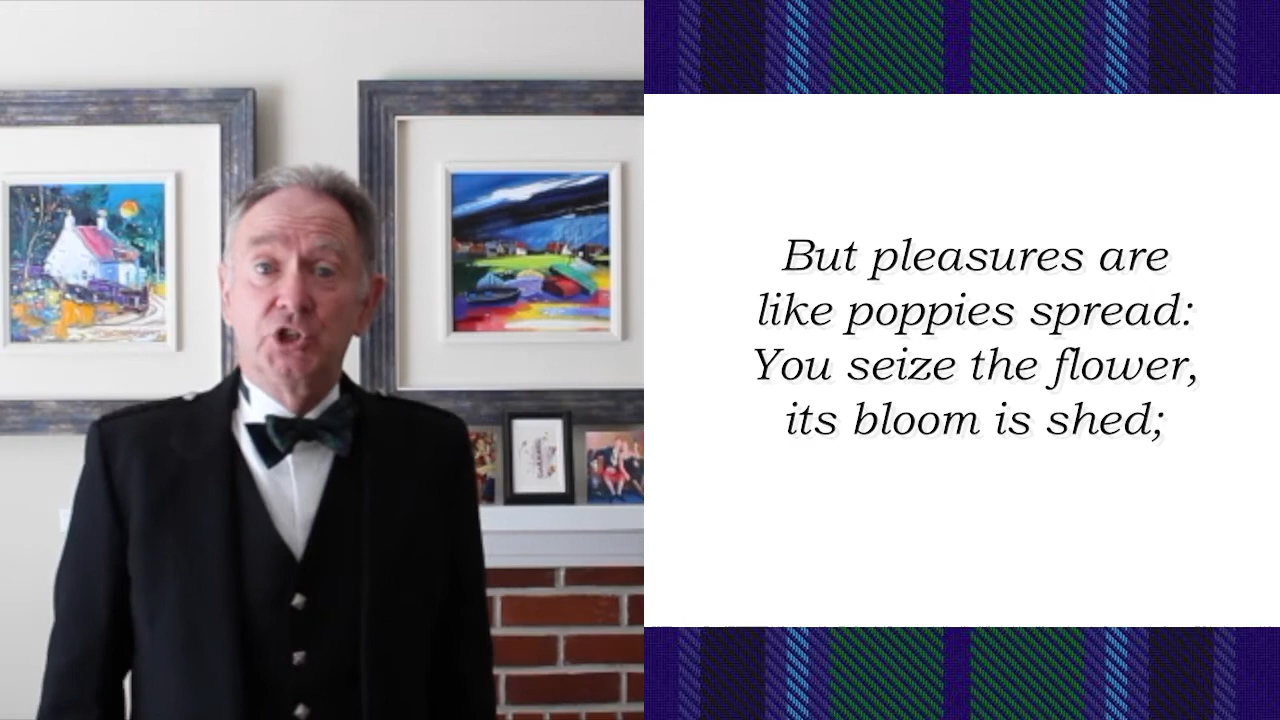 But pleasures are
like poppies spread:
You seize the flower,
its bloom is shed;